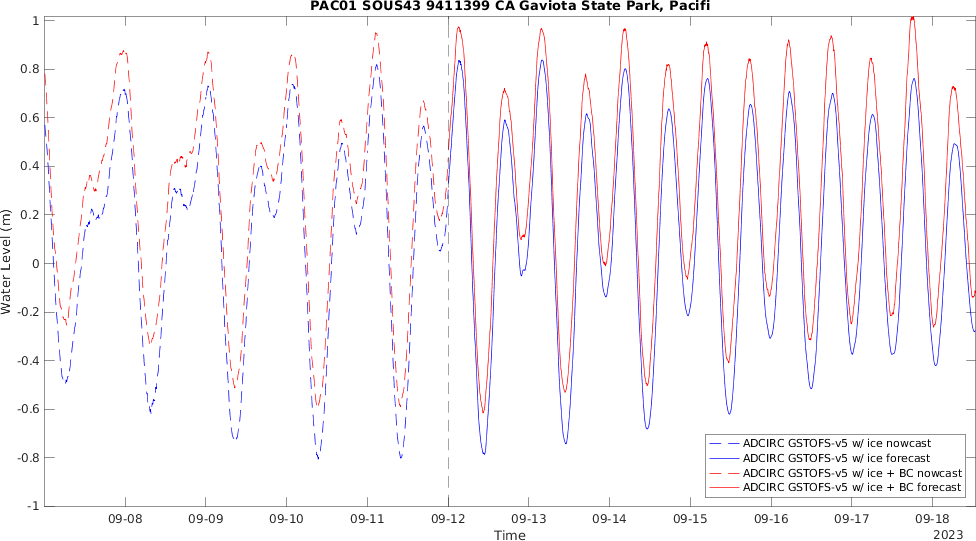 PAC01 SOUS43 9411399 CA Gaviota State Park, Pacifi
1
0.8
0.6
0.4
0.2
0
-0.2
-0.4
-0.6
-0.8
-1
Water Level (m)
ADCIRC GSTOFS-v5 w/ ice nowcast
ADCIRC GSTOFS-v5 w/ ice forecast
ADCIRC GSTOFS-v5 w/ ice + BC nowcast
ADCIRC GSTOFS-v5 w/ ice + BC forecast
09-08 09-09 09-10 09-11 09-12 09-13 09-14 09-15 09-16 09-17 09-18
Time
2023